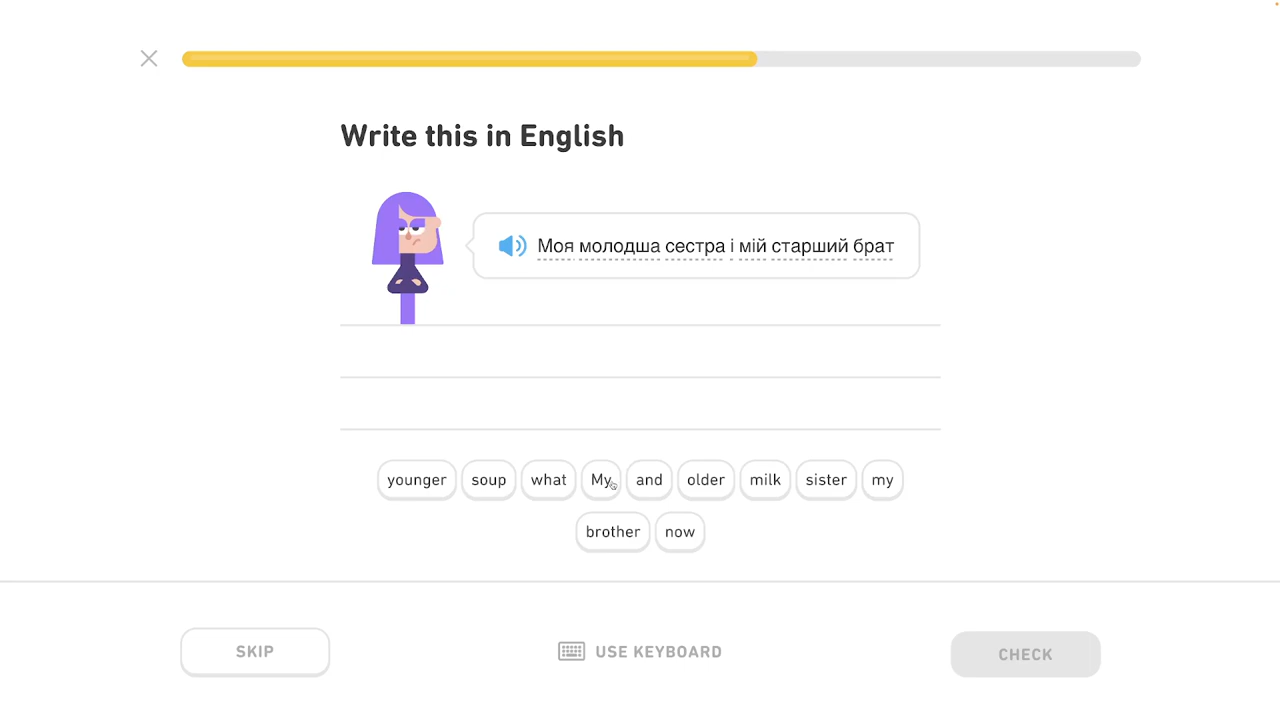 Write this in English
Моя молодша сестра і мій старший брат
younger soup what My and older milk sister my
brother now
SKIP
USE KEYBOARD
CHECK